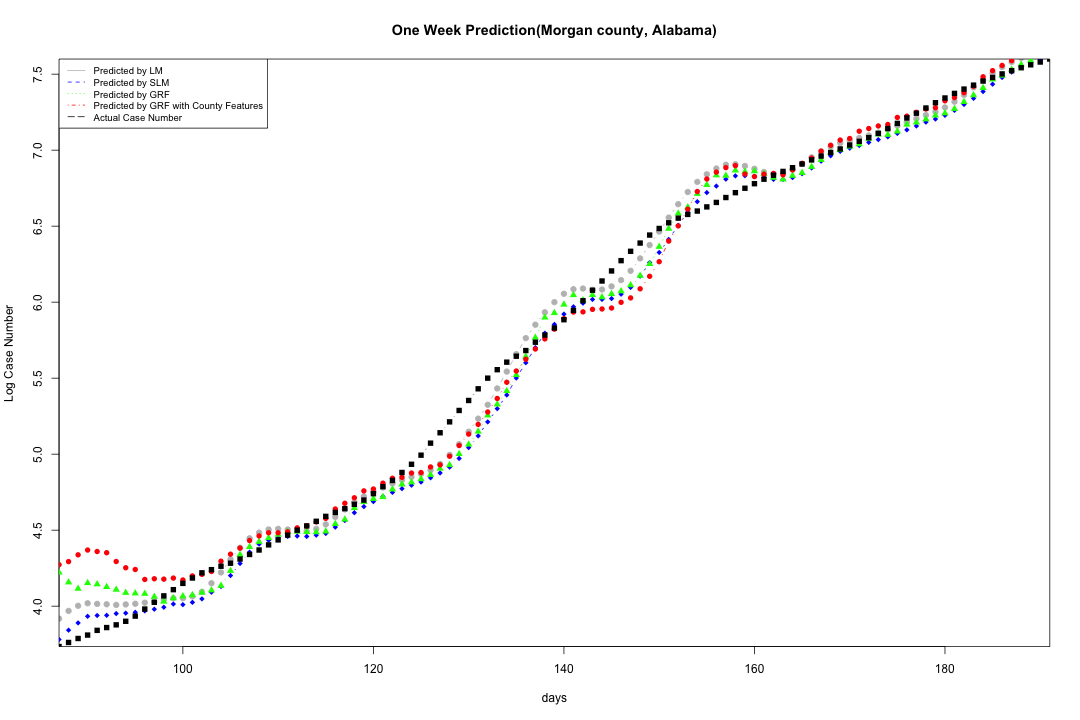 One Week Prediction(Morgan county, Alabama)
Predicted by LM
Predicted by SLM
Predicted by GRF
Predicted by GRF with County Features
Actual Case Number
Log Case Number
7.5
7.0
6.5
6.0
5.5
5.0
4.5
4.0
100 120 140 160 180
days